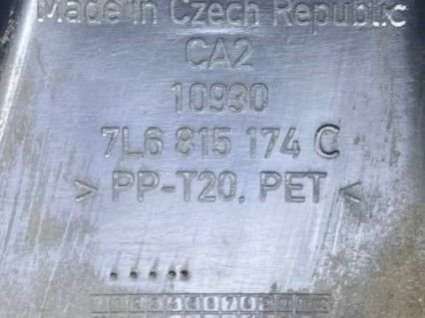 Made in Czech Republic
CA2
10930
7L6 815 174 C
> PP-T20, PET <